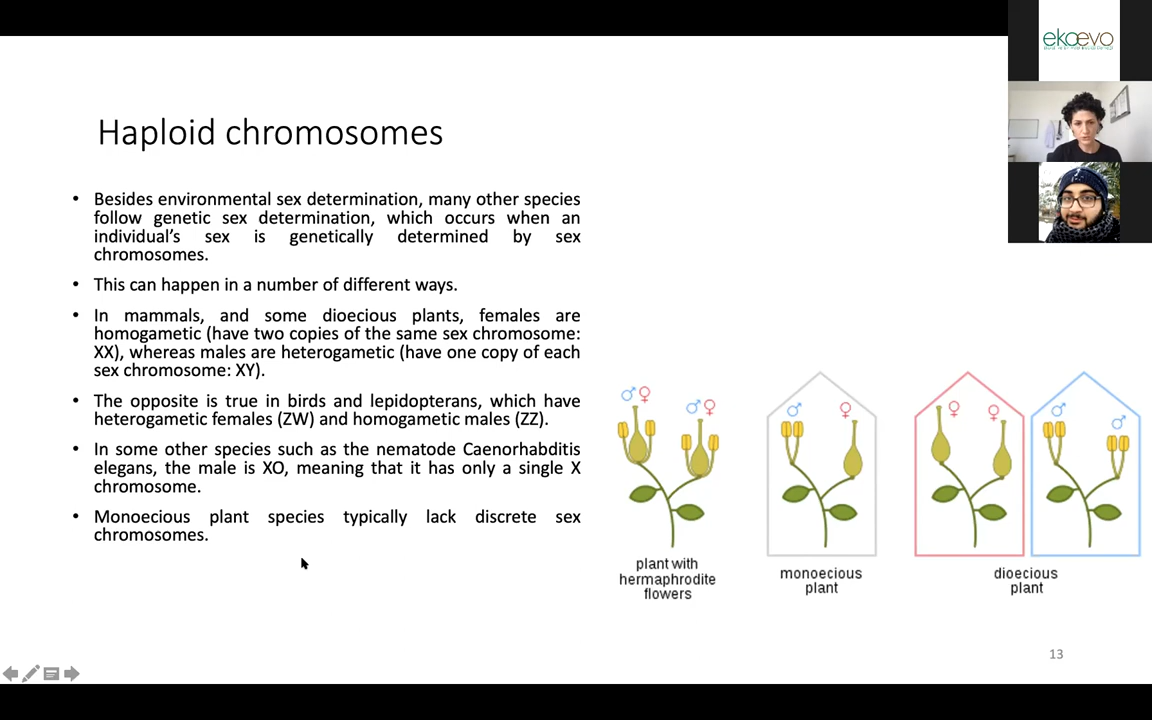 ekoevo
Haploid chromosomes
• Besides environmental sex determination, many other species
follow genetic sex determination, which occurs when an
individual's sex is genetically determined by sex
chromosomes.
• This can happen in a number of different ways.
• In mammals, and some dioecious plants, females are
homogametic (have two copies of the same sex chromosome:
XX), whereas males are heterogametic (have one copy of each
sex chromosome: XY).
• The opposite is true in birds and lepidopterans, which have
heterogametic females (ZW) and homogametic males (ZZ).
• In some other species such as the nematode Caenorhabditis
elegans, the male is XO, meaning that it has only a single X
chromosome.
• Monoecious plant species typically lack discrete sex
chromosomes.
♂♀
♂♀
♂
♀
♀
♀
♂
♂
plant with
hermaphrodite
flowers
monoecious
plant
dioecious
plant
13